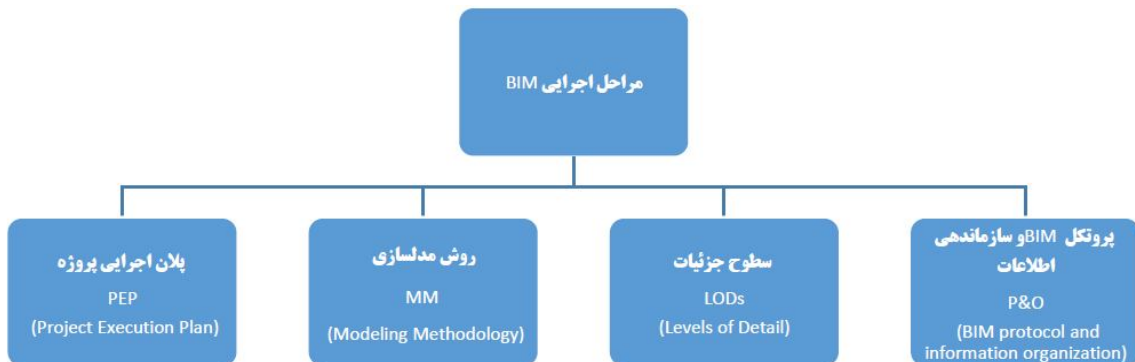 مراحل اجرایی BIM
پلان اجرایی پروژه
PEP
(Project Execution Plan)
روش مدلسازی
MM
(Modeling Methodology)
سطوح جزئیات
LODs
(Levels of Detail)
پروتکل BIMو سازماندهی
اطلاعات
P&O
(BIM protocol and
information organization)